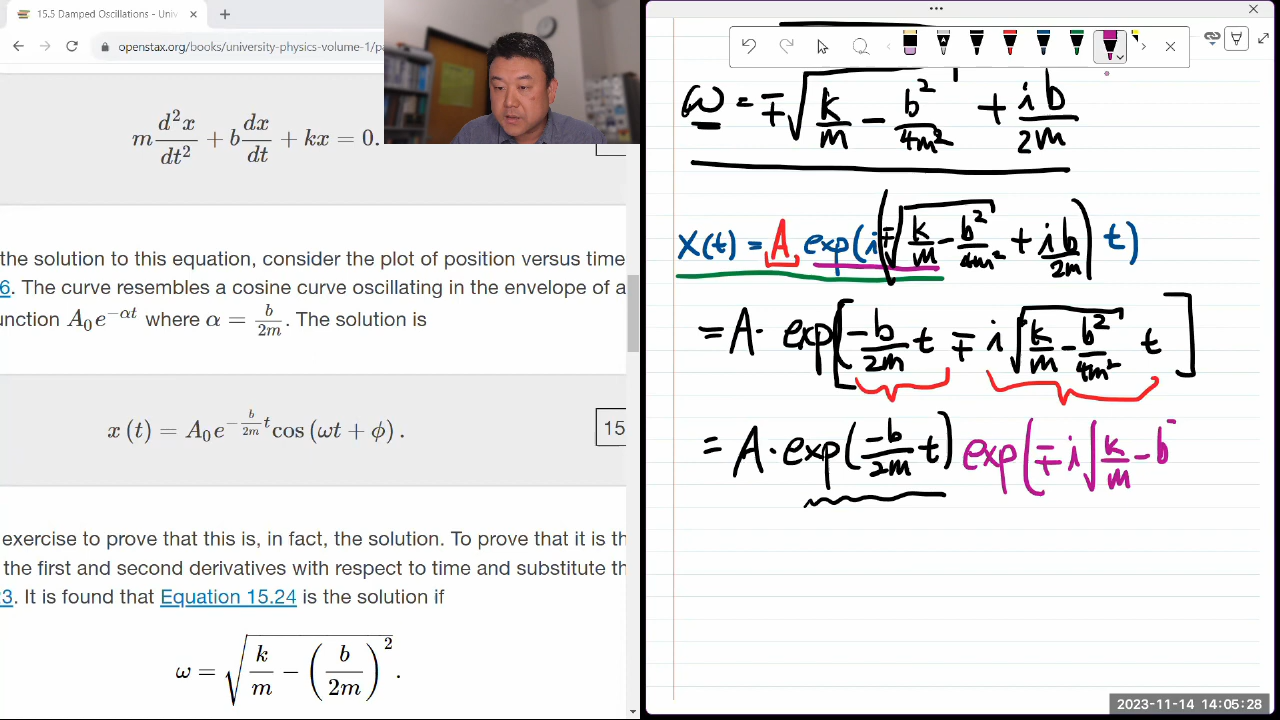 15.5 Damped Oscillations - Univ
openstax.org/books/university-physics-volume-1/pa
m d²x/dt² + b dx/dt + kx = 0.
the solution to this equation, consider the plot of position versus time
6. The curve resembles a cosine curve oscillating in the envelope of a
unction A₀e^{−αt} where α = b/2m. The solution is
x (t) = A₀e^{−(b/2m)t} cos (ωt + ϕ) .
15
exercise to prove that this is, in fact, the solution. To prove that it is th
the first and second derivatives with respect to time and substitute th
3. It is found that Equation 15.24 is the solution if
ω = √(k/m − (b/2m)²).
ω = ∓√(k/m − b²/4m²) + ib/2m
x(t) = A exp(i(∓√(k/m − b²/4m²) + ib/2m) t)
= A· exp[−b/2m t ∓ i√(k/m − b²/4m²) t]
= A· exp(−b/2m t) exp(∓i√(k/m − b
2023-11-14 14:05:28